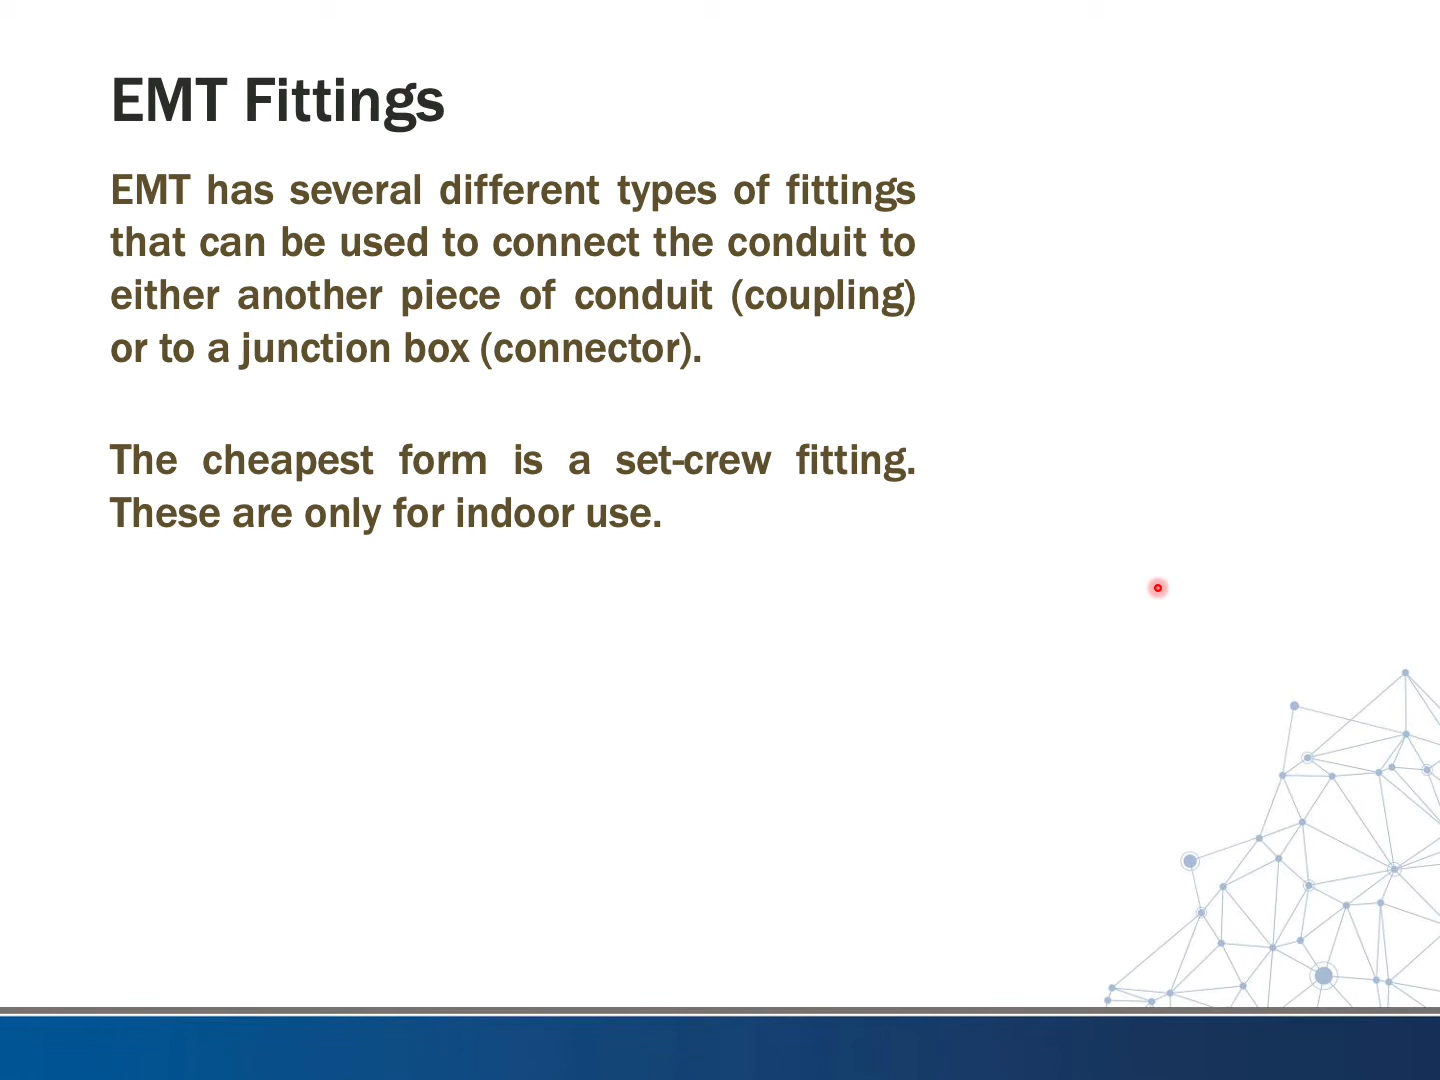 EMT Fittings
EMT has several different types of fittings
that can be used to connect the conduit to
either another piece of conduit (coupling)
or to a junction box (connector).
The cheapest form is a set-crew fitting.
These are only for indoor use.